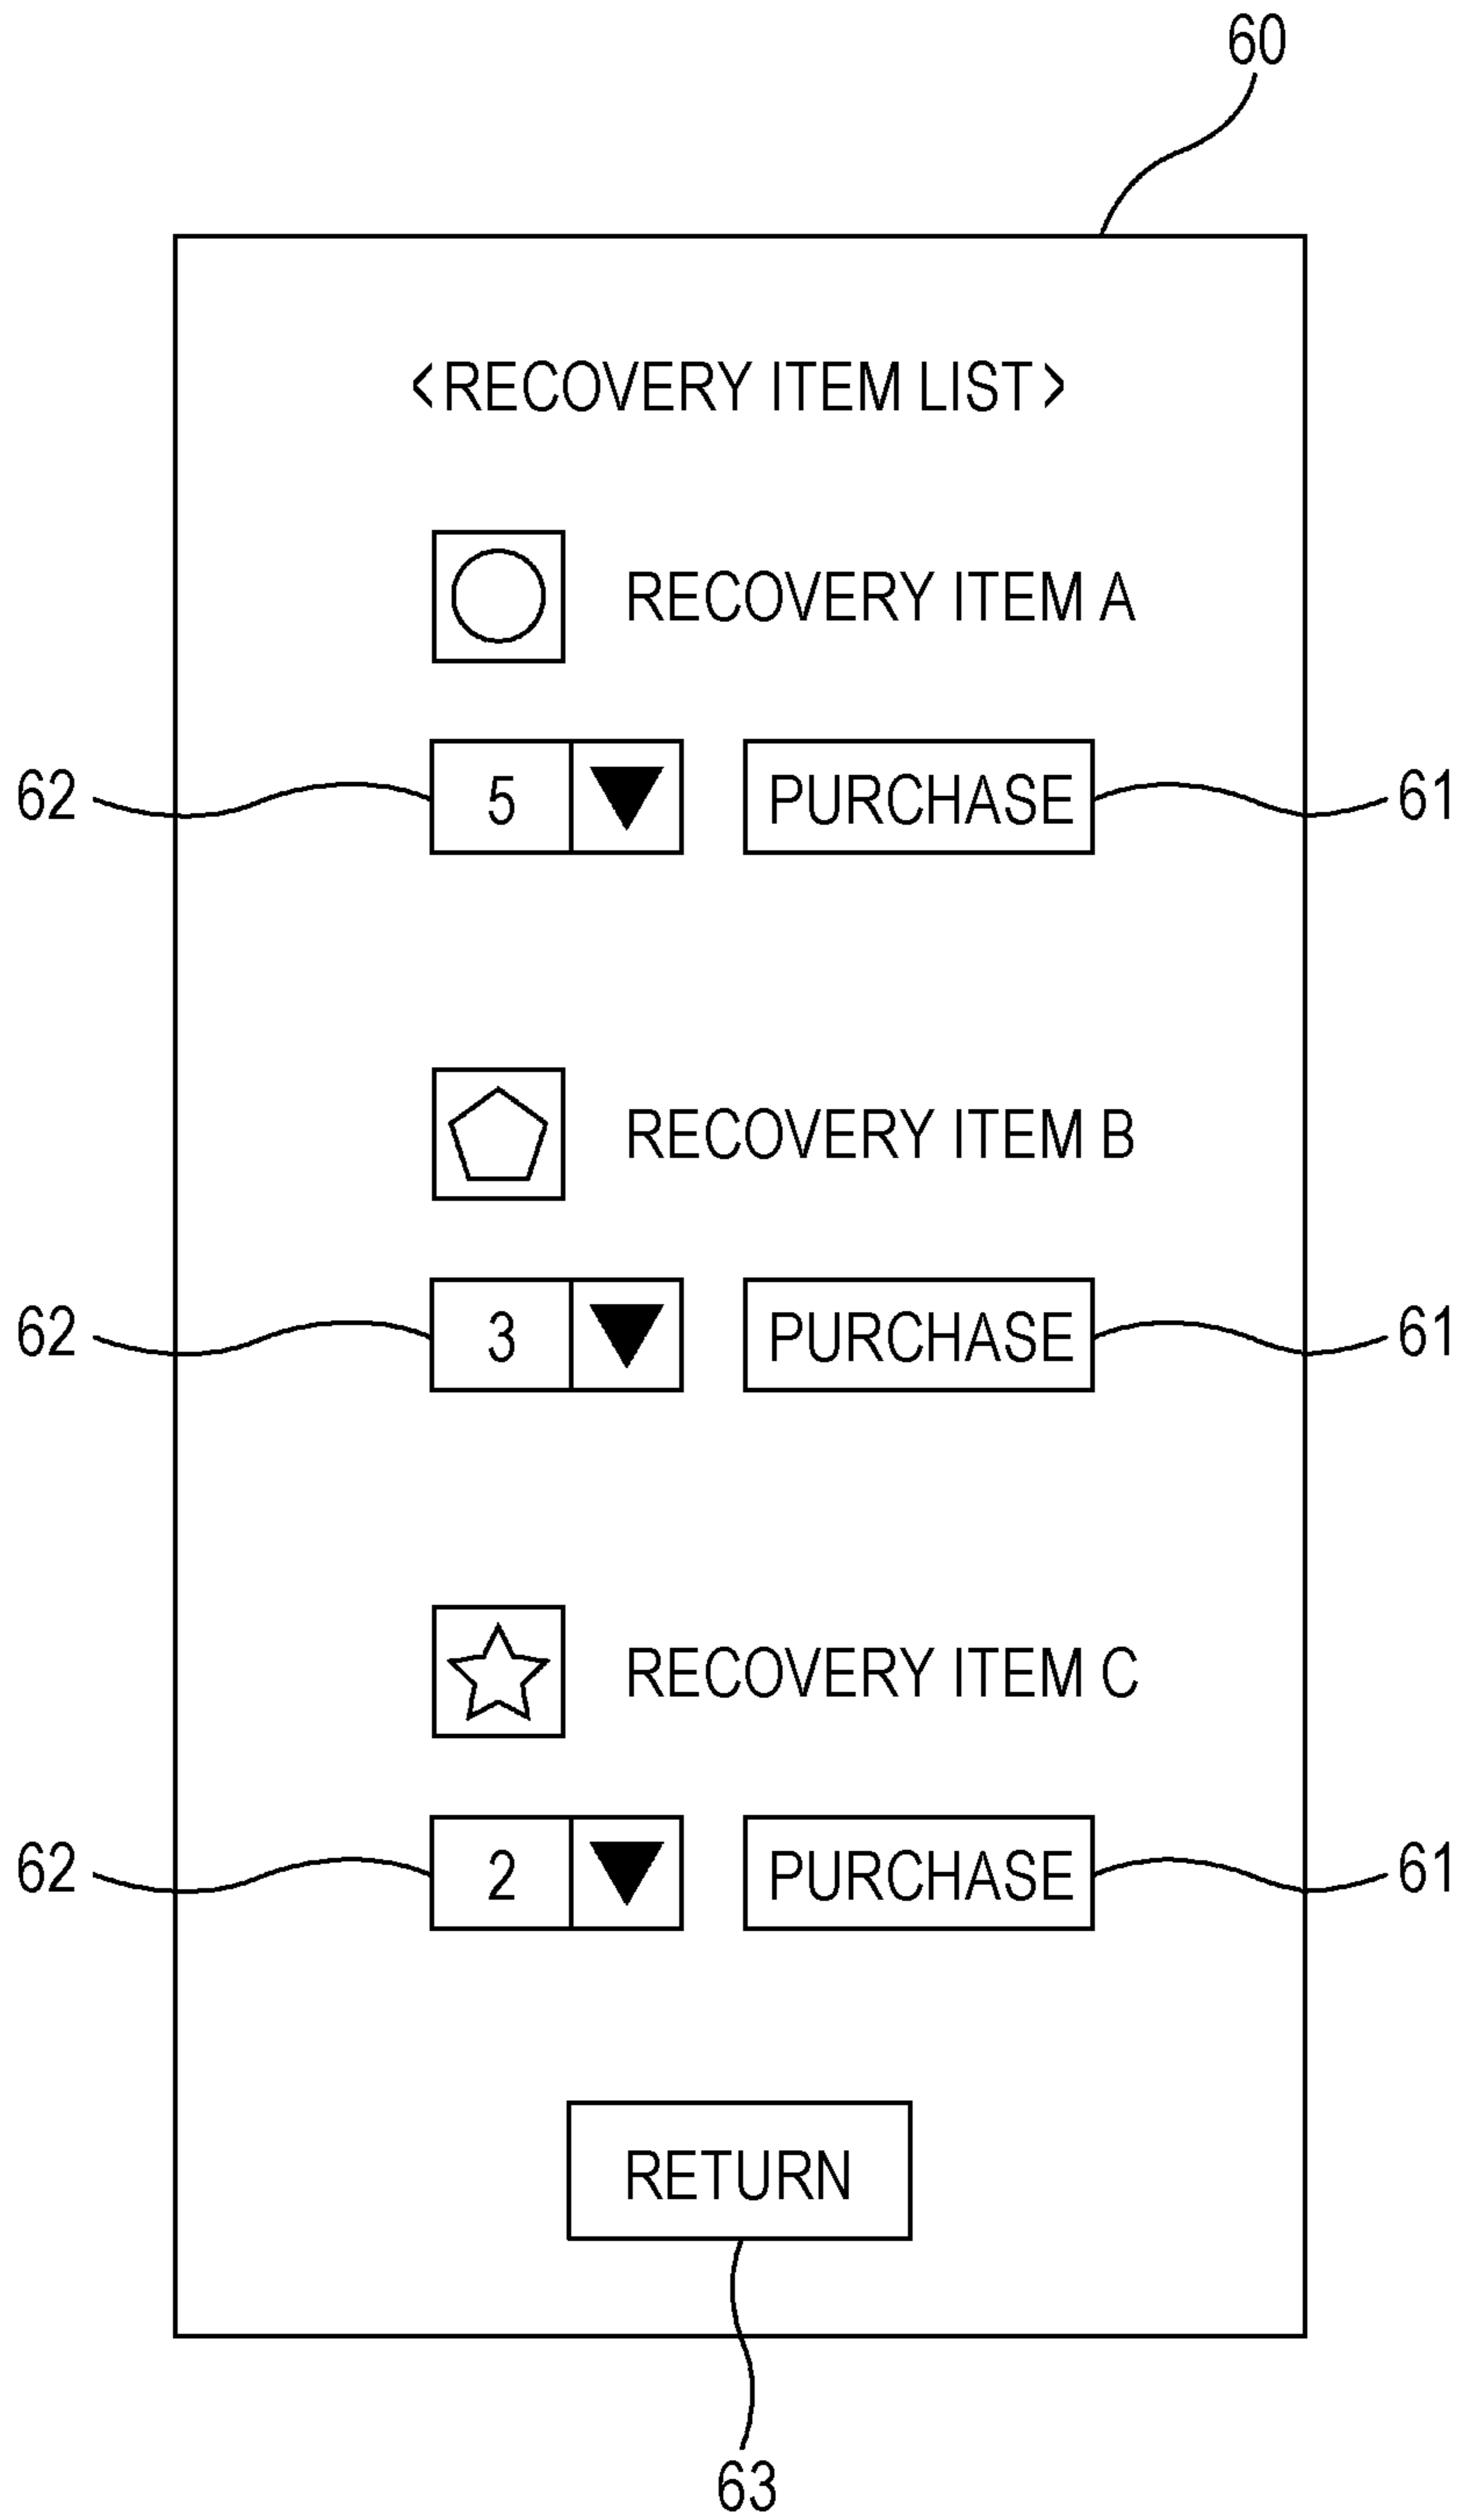 60
<RECOVERY ITEM LIST>
RECOVERY ITEM A
62 5 PURCHASE 61
RECOVERY ITEM B
62 3 PURCHASE 61
RECOVERY ITEM C
62 2 PURCHASE 61
RETURN
63